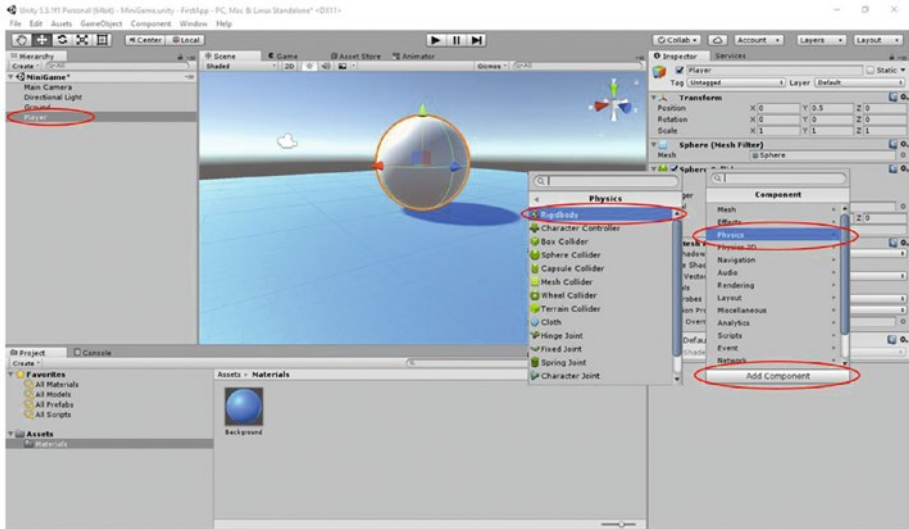 Unity 5.5.1f1 Personal (64bit) - MiniGame.unity - FirstApp - PC, Mac & Linux Standalone* <DX11>
File Edit Assets GameObject Component Window Help
Center Local
Collab Account Layers Layout
Hierarchy
Create All
MiniGame*
Main Camera
Directional Light
Ground
Player
Scene Game Asset Store Animator
Shaded 2D Gizmos All
Inspector Services
Player Static
Tag Untagged Layer Default
Transform
Position X 0 Y 0.5 Z 0
Rotation X 0 Y 0 Z 0
Scale X 1 Y 1 Z 1
Sphere (Mesh Filter)
Mesh Sphere
Physics
Rigidbody
Character Controller
Box Collider
Sphere Collider
Capsule Collider
Mesh Collider
Wheel Collider
Terrain Collider
Cloth
Hinge Joint
Fixed Joint
Spring Joint
Character Joint
Component
Mesh
Effects
Physics
Physics 2D
Navigation
Audio
Rendering
Layout
Miscellaneous
Analytics
Scripts
Event
Network
Z 0
Add Component
Project Console
Create
Favorites
All Materials
All Models
All Prefabs
All Scripts
Assets
Materials
Assets Materials
Background